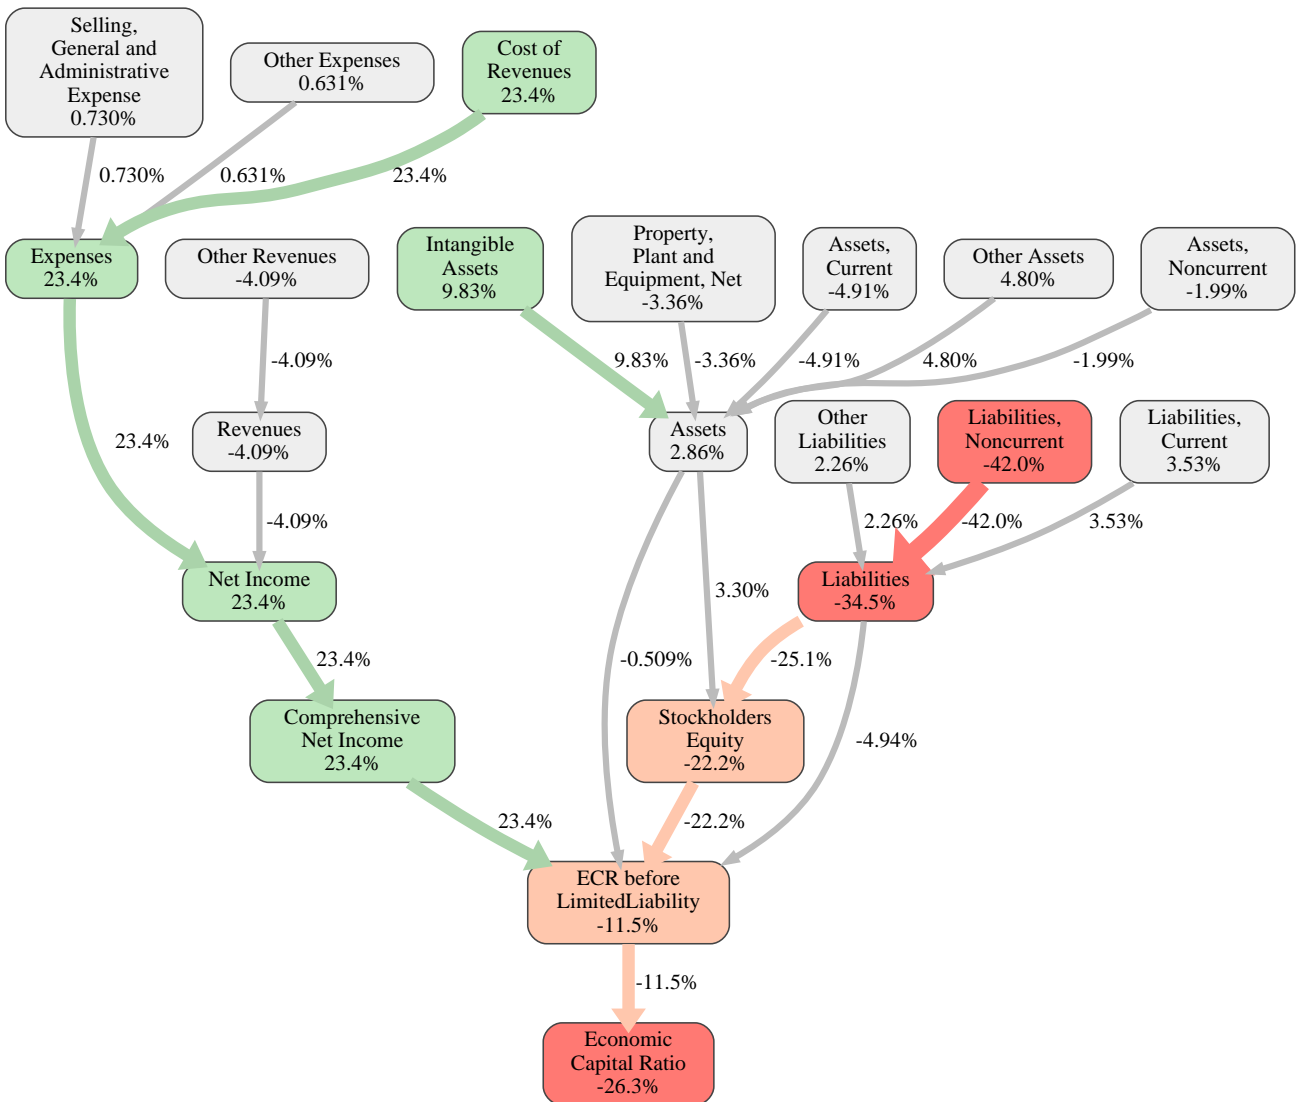 Selling,
General and
Administrative
Expense
0.730%
Other Expenses
0.631%
Cost of
Revenues
23.4%
0.730%
0.631%
23.4%
Expenses
23.4%
Other Revenues
-4.09%
Intangible
Assets
9.83%
Property,
Plant and
Equipment, Net
-3.36%
Assets,
Current
-4.91%
Other Assets
4.80%
Assets,
Noncurrent
-1.99%
-4.09%
9.83%
-3.36%
-4.91%
4.80%
-1.99%
23.4%
Revenues
-4.09%
Assets
2.86%
Other
Liabilities
2.26%
Liabilities,
Noncurrent
-42.0%
Liabilities,
Current
3.53%
-4.09%
2.26%
-42.0%
3.53%
Net Income
23.4%
3.30%
Liabilities
-34.5%
23.4%
-0.509%
-25.1%
Comprehensive
Net Income
23.4%
Stockholders
Equity
-22.2%
-4.94%
23.4%
-22.2%
ECR before
LimitedLiability
-11.5%
-11.5%
Economic
Capital Ratio
-26.3%